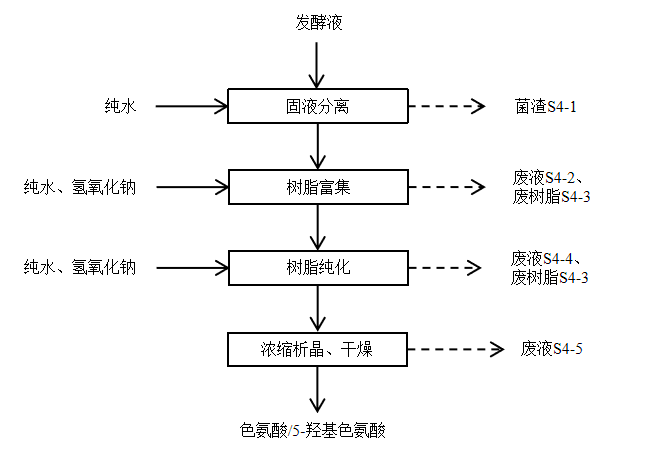 发酵液
纯水
固液分离
菌渣S4-1
纯水、氢氧化钠
树脂富集
废液S4-2、
废树脂S4-3
纯水、氢氧化钠
树脂纯化
废液S4-4、
废树脂S4-3
浓缩析晶、干燥
废液S4-5
色氨酸/5-羟基色氨酸